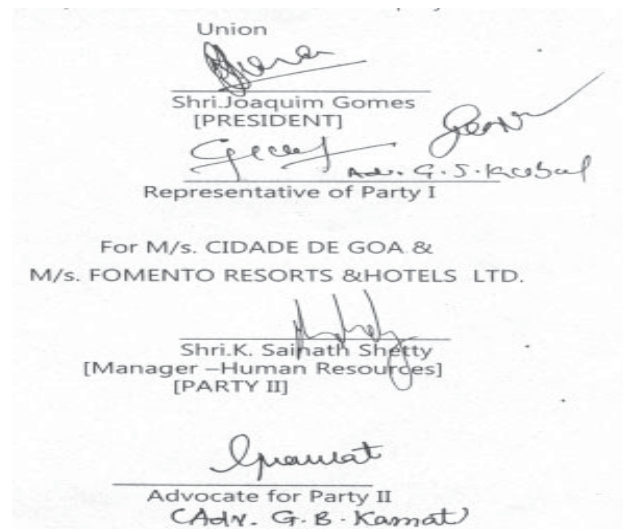 Union
Shri.Joaquim Gomes
[PRESIDENT]
Adv. G.S.
Representative of Party I
For M/s. CIDADE DE GOA &
M/s. FOMENTO RESORTS &HOTELS LTD.
Shri.K. Sainath Shetty
[Manager –Human Resources]
[PARTY II]
Advocate for Party II
(Adv. G.B. Kamat)